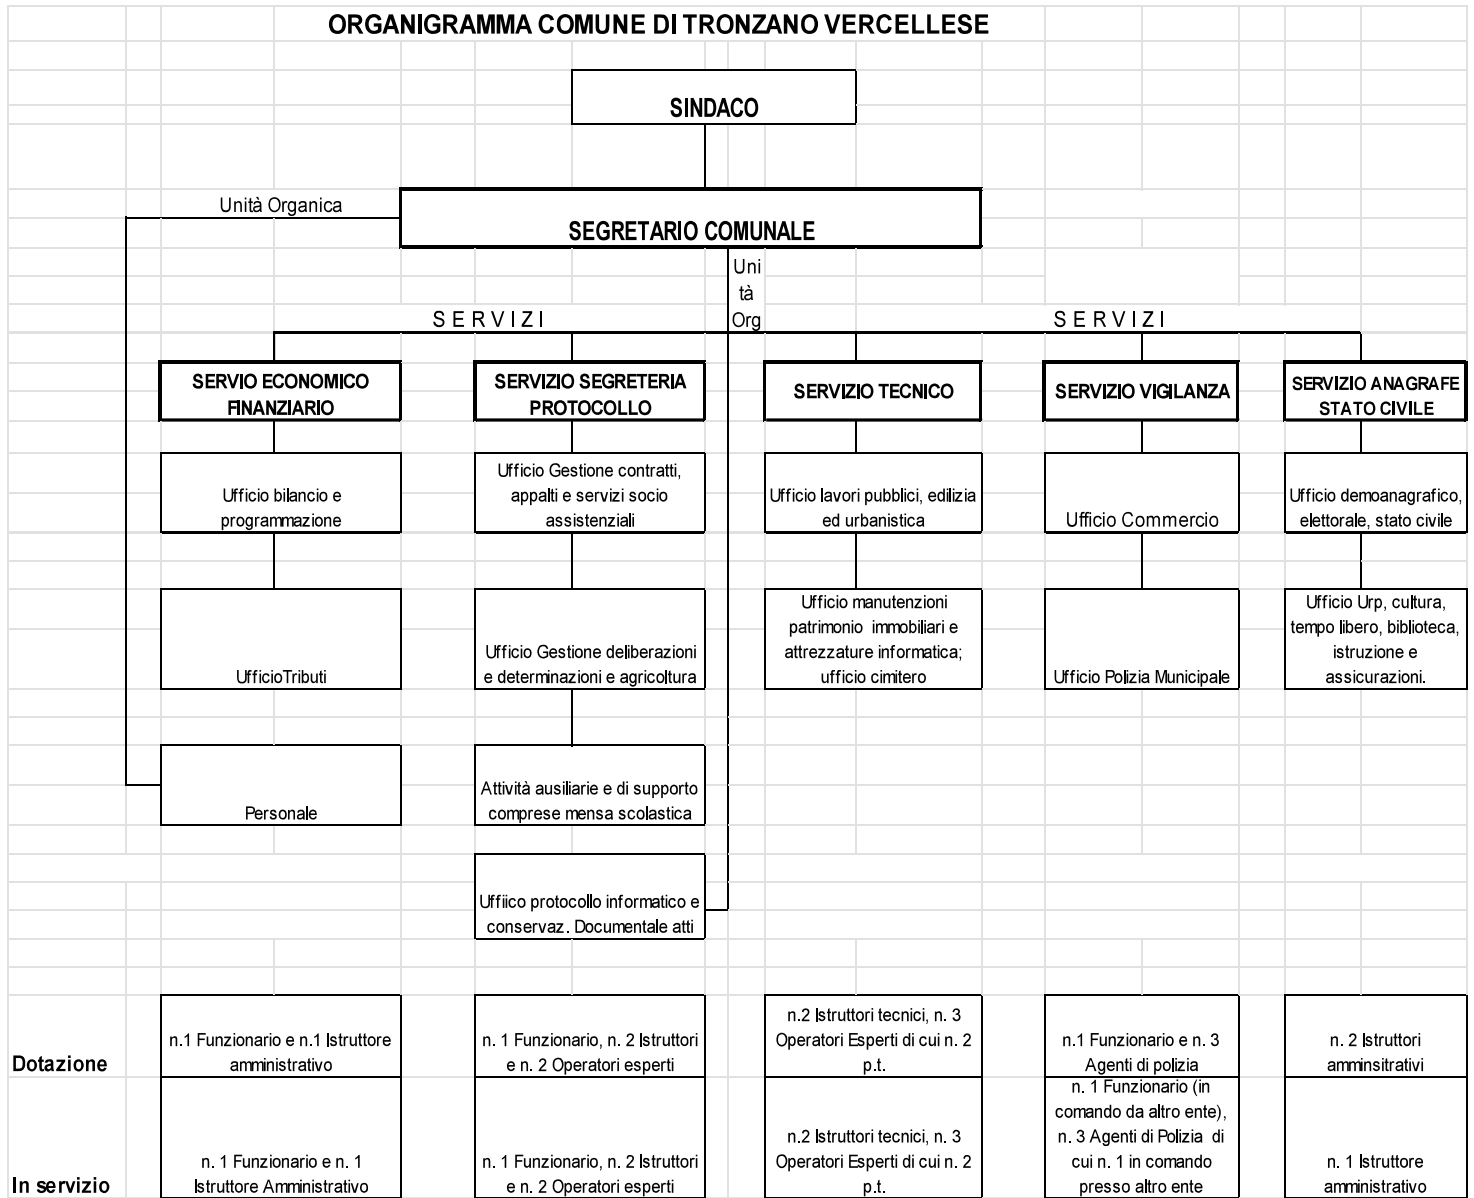 ORGANIGRAMMA COMUNE DI TRONZANO VERCELLESE
SINDACO
Unità Organica
SEGRETARIO COMUNALE
Uni
tà
Org
S E R V I Z I
S E R V I Z I
SERVIO ECONOMICO
FINANZIARIO
SERVIZIO SEGRETERIA
PROTOCOLLO
SERVIZIO TECNICO
SERVIZIO VIGILANZA
SERVIZIO ANAGRAFE
STATO CIVILE
Ufficio bilancio e
programmazione
Ufficio Gestione contratti,
appalti e servizi socio
assistenziali
Ufficio lavori pubblici, edilizia
ed urbanistica
Ufficio Commercio
Ufficio demoanagrafico,
elettorale, stato civile
UfficioTributi
Ufficio Gestione deliberazioni
e determinazioni e agricoltura
Ufficio manutenzioni
patrimonio immobiliari e
attrezzature informatica;
ufficio cimitero
Ufficio Polizia Municipale
Ufficio Urp, cultura,
tempo libero, biblioteca,
istruzione e
assicurazioni.
Personale
Attività ausiliarie e di supporto
comprese mensa scolastica
Uffiico protocollo informatico e
conservaz. Documentale atti
Dotazione
n.1 Funzionario e n.1 Istruttore
amministrativo
n. 1 Funzionario, n. 2 Istruttori
e n. 2 Operatori esperti
n.2 Istruttori tecnici, n. 3
Operatori Esperti di cui n. 2
p.t.
n.1 Funzionario e n. 3
Agenti di polizia
n. 2 Istruttori
amminsitrativi
In servizio
n. 1 Funzionario e n. 1
Istruttore Amministrativo
n. 1 Funzionario, n. 2 Istruttori
e n. 2 Operatori esperti
n.2 Istruttori tecnici, n. 3
Operatori Esperti di cui n. 2
p.t.
n. 1 Funzionario (in
comando da altro ente),
n. 3 Agenti di Polizia di
cui n. 1 in comando
presso altro ente
n. 1 Istruttore
amministrativo